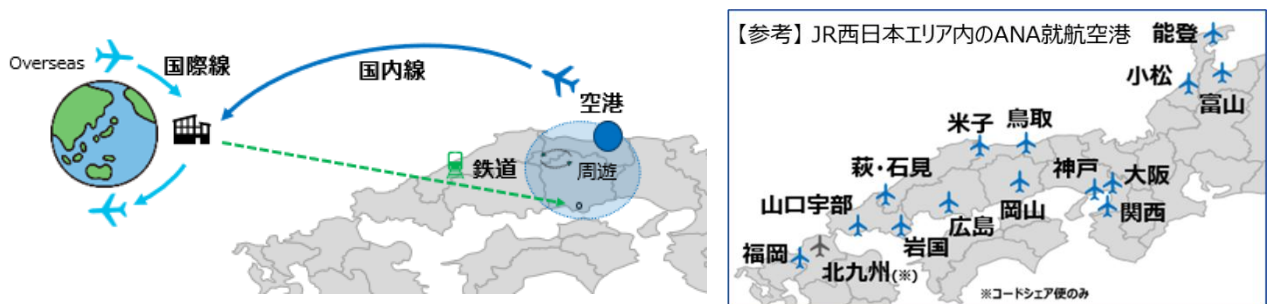 Overseas
国際線
国内線
空港
鉄道
周遊
【参考】JR西日本エリア内のANA就航空港
能登
小松
富山
米子
鳥取
萩・石見
神戸
大阪
山口宇部
岡山
関西
広島
福岡
岩国
北九州(※)
※コードシェア便のみ